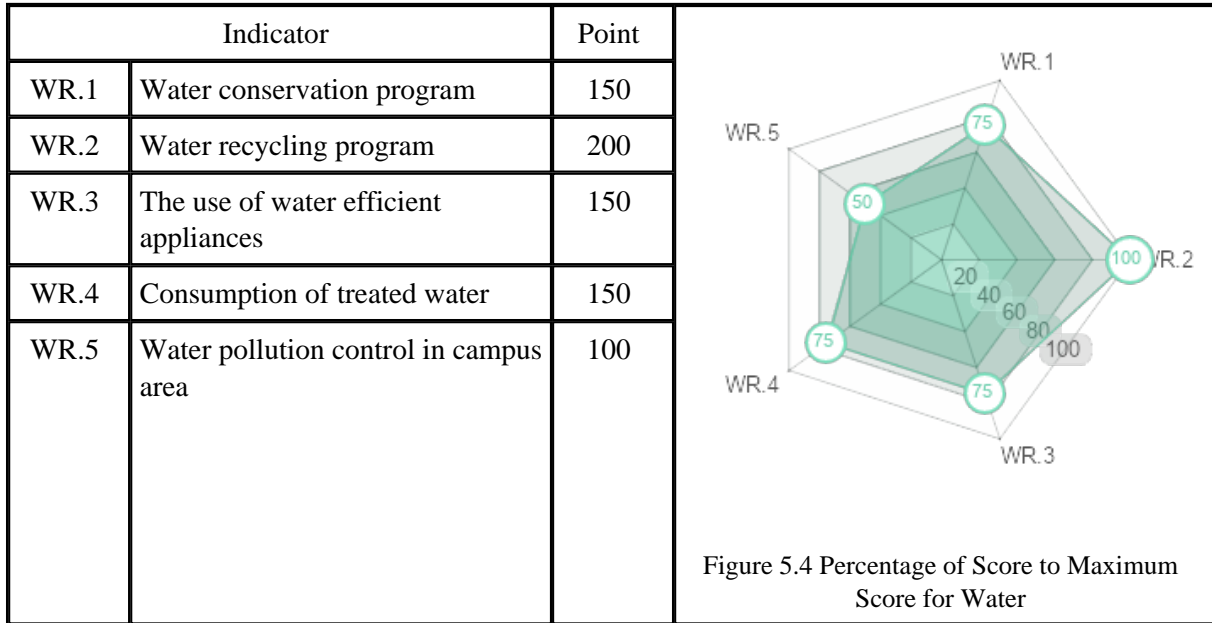 Indicator Point
WR.1 Water conservation program 150
WR.2 Water recycling program 200
WR.3 The use of water efficient 150
appliances
WR.4 Consumption of treated water 150
WR.5 Water pollution control in campus 100
area
WR.1
75
WR.5
50
100 WR.2
20
40
60
80
100
75
WR.4
75
WR.3
Figure 5.4 Percentage of Score to Maximum
Score for Water